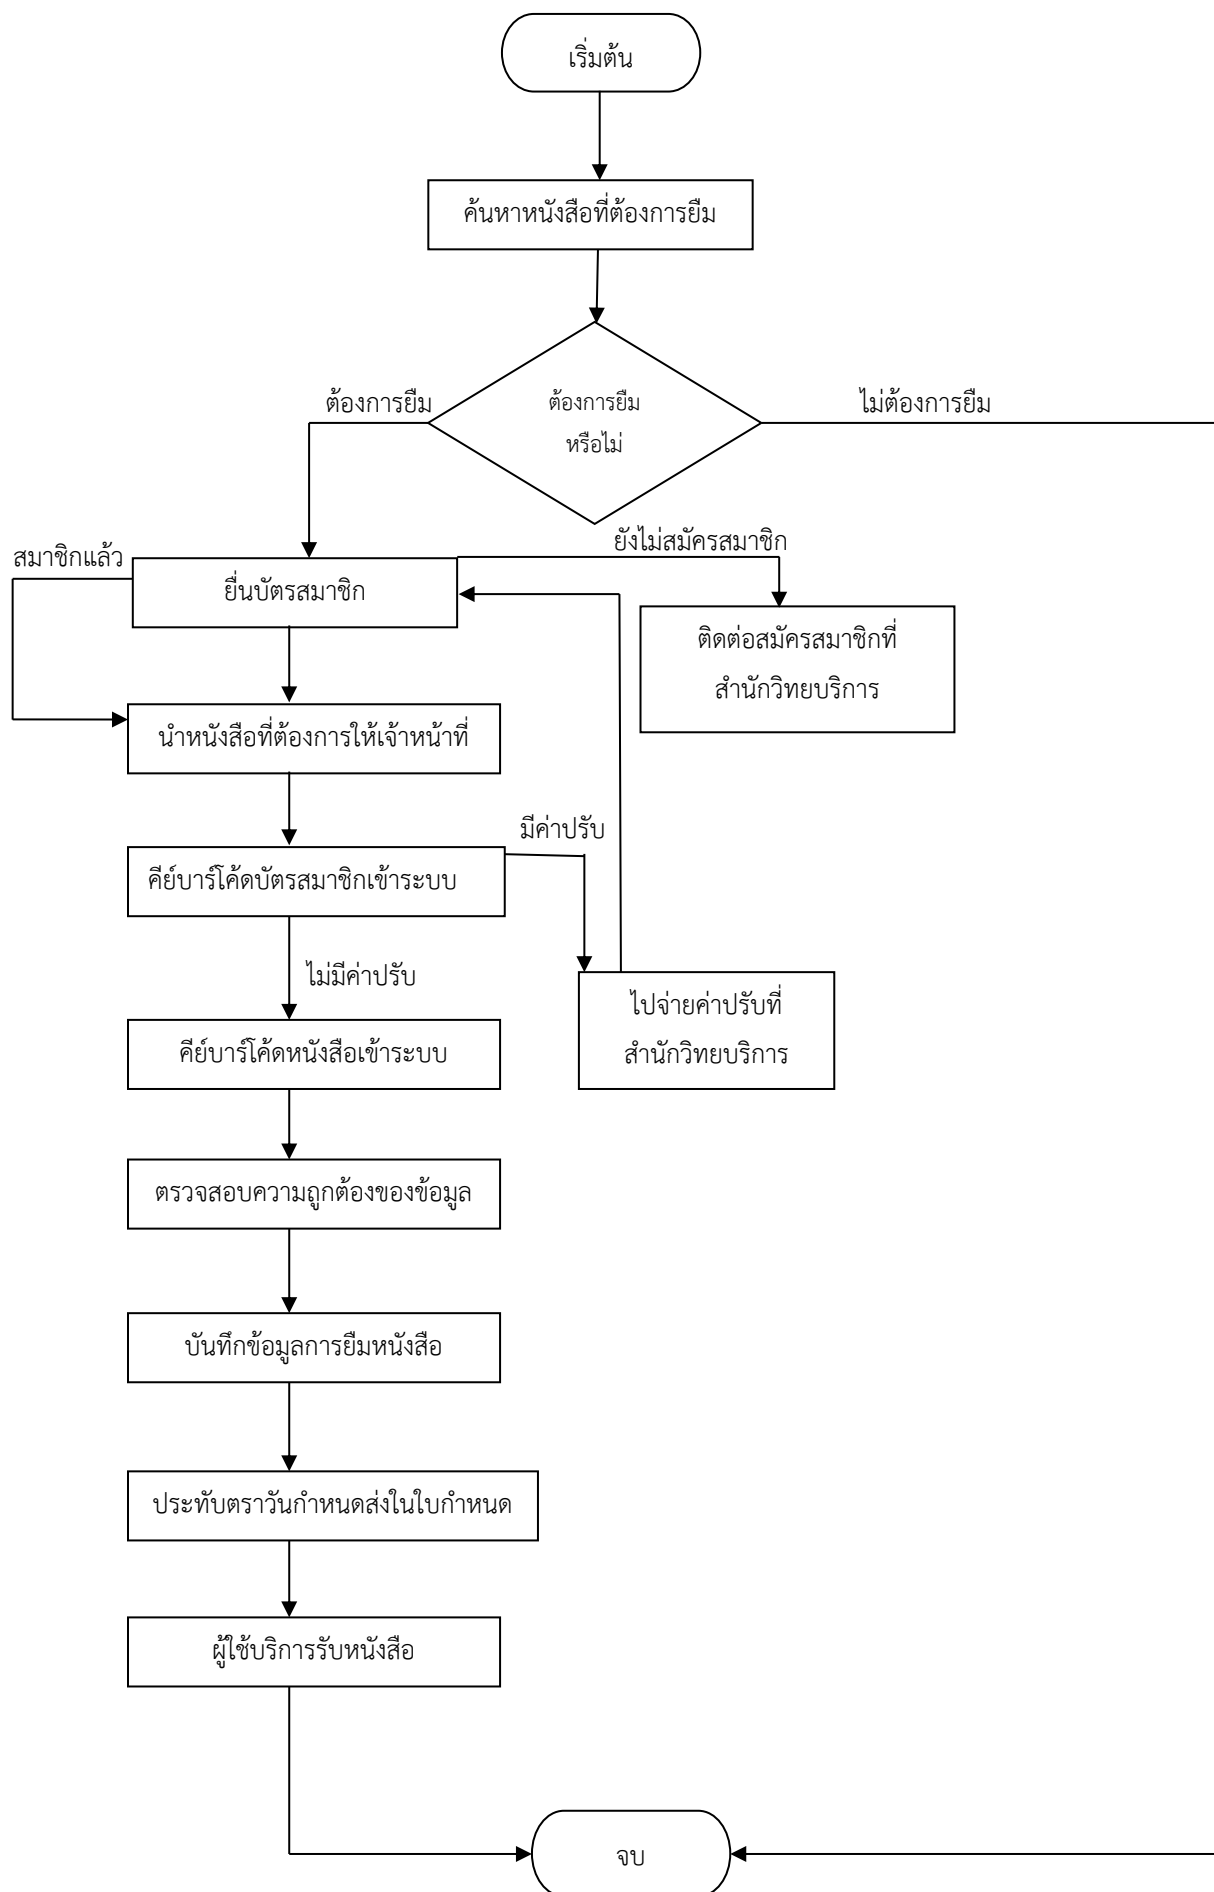 เริ่มต้น
ค้นหาหนังสือที่ต้องการยืม
ต้องการยืม
ต้องการยืม
หรือไม่
ไม่ต้องการยืม
สมาชิกแล้ว
ยื่นบัตรสมาชิก
ยังไม่สมัครสมาชิก
ติดต่อสมัครสมาชิกที่
สำนักวิทยบริการ
นำหนังสือที่ต้องการให้เจ้าหน้าที่
มีค่าปรับ
คีย์บาร์โค้ดบัตรสมาชิกเข้าระบบ
ไม่มีค่าปรับ
ไปจ่ายค่าปรับที่
สำนักวิทยบริการ
คีย์บาร์โค้ดหนังสือเข้าระบบ
ตรวจสอบความถูกต้องของข้อมูล
บันทึกข้อมูลการยืมหนังสือ
ประทับตราวันกำหนดส่งในใบกำหนด
ผู้ใช้บริการรับหนังสือ
จบ